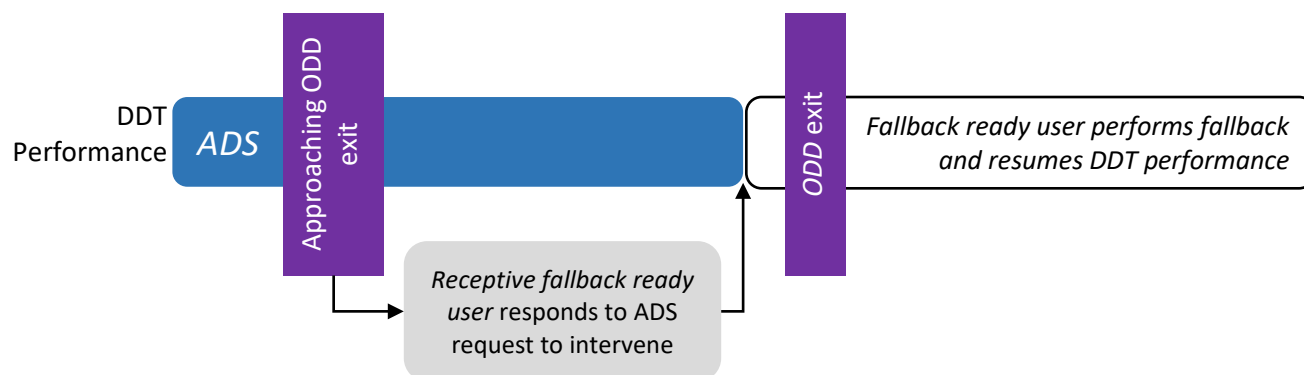 DDT
Performance
ADS
Approaching ODD
exit
ODD exit
Fallback ready user performs fallback
and resumes DDT performance
Receptive fallback ready
user responds to ADS
request to intervene